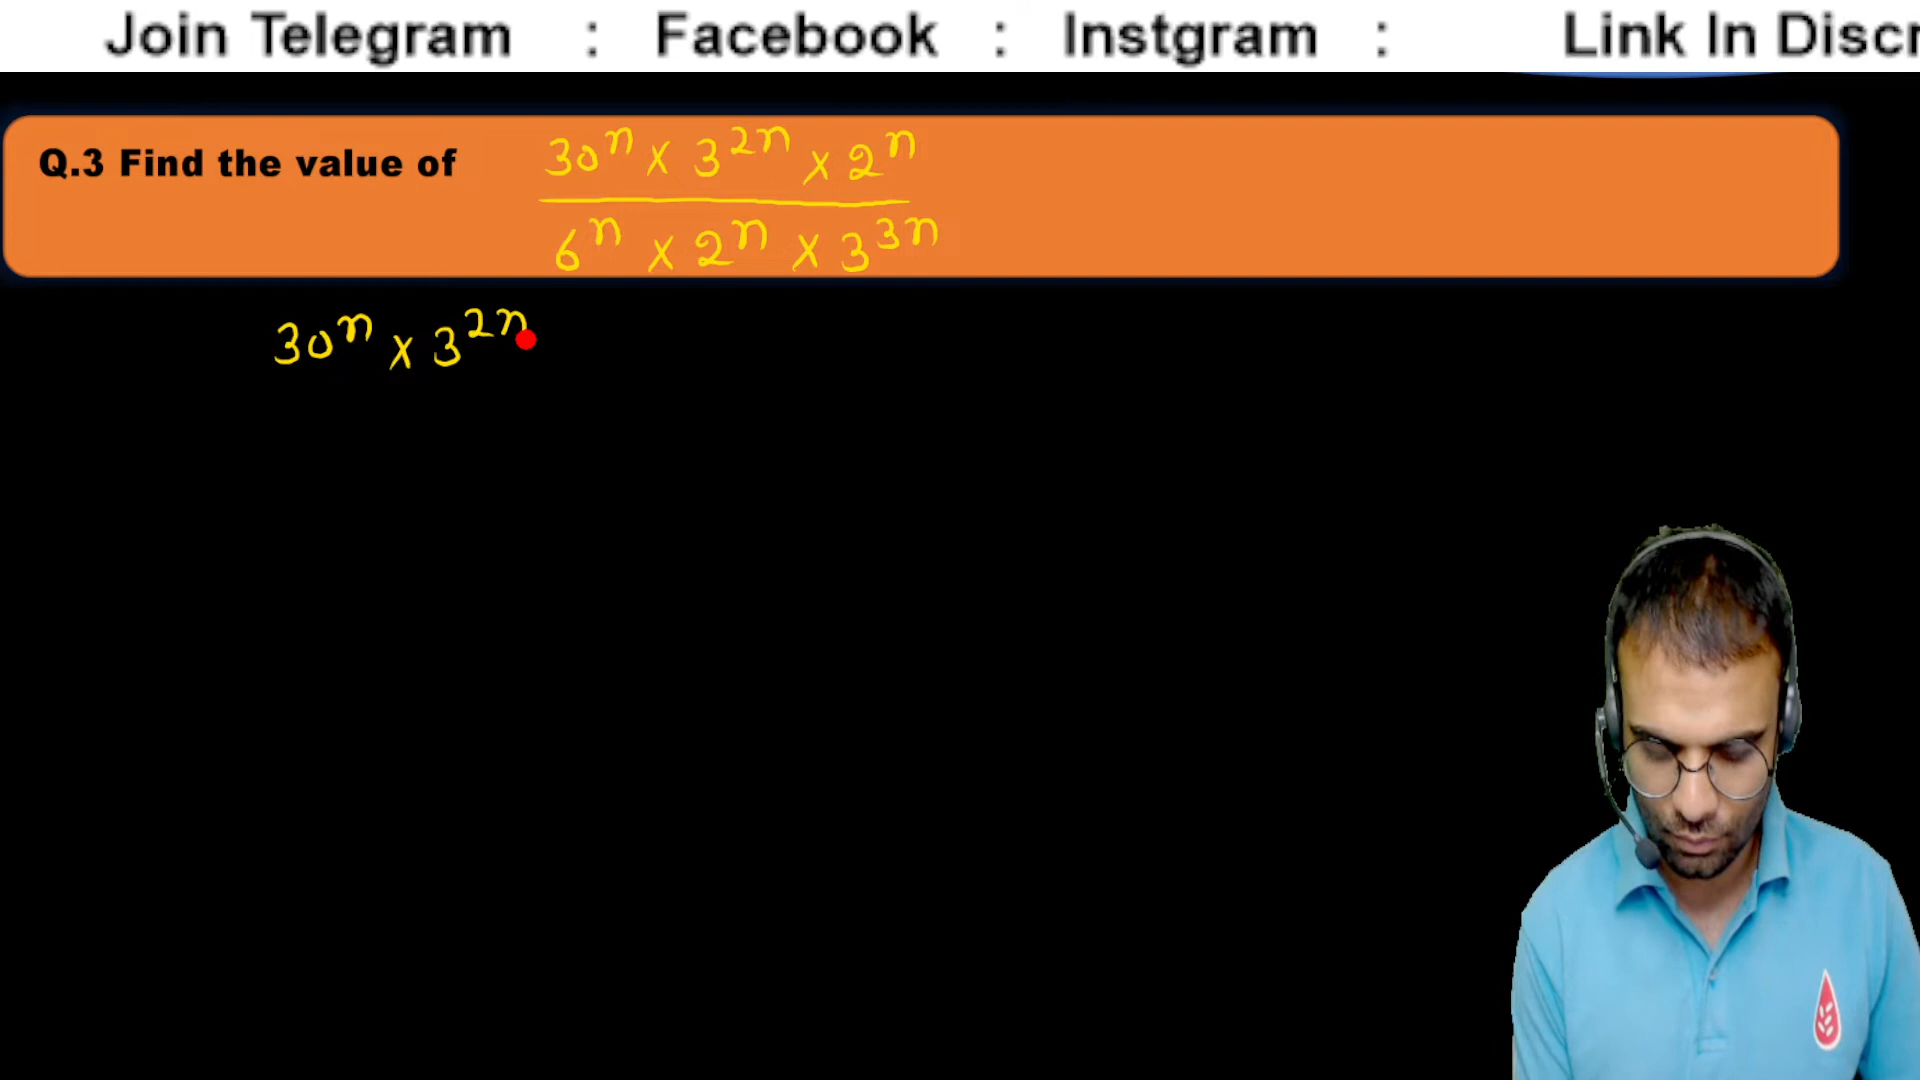 Join Telegram : Facebook : Instgram : Link In Discr
Q.3 Find the value of
30ⁿ × 3²ⁿ × 2ⁿ
6ⁿ × 2ⁿ × 3³ⁿ
30ⁿ × 3²ⁿ